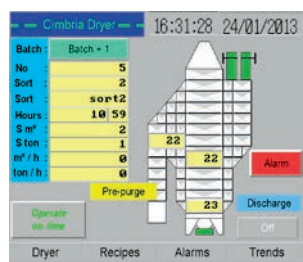 Cimbria Dryer 16:31:28 24/01/2013
Batch : Batch + 1
No : 5
Sort : 2
Sort : sort2
Hours : 10 59
S m³ 2
S ton : 1
m³ / h : 0
ton / h : 0
22
22
23
Pre-purge
Alarm
Discharge
Off
Operate on time
Dryer Recipes Alarms Trends